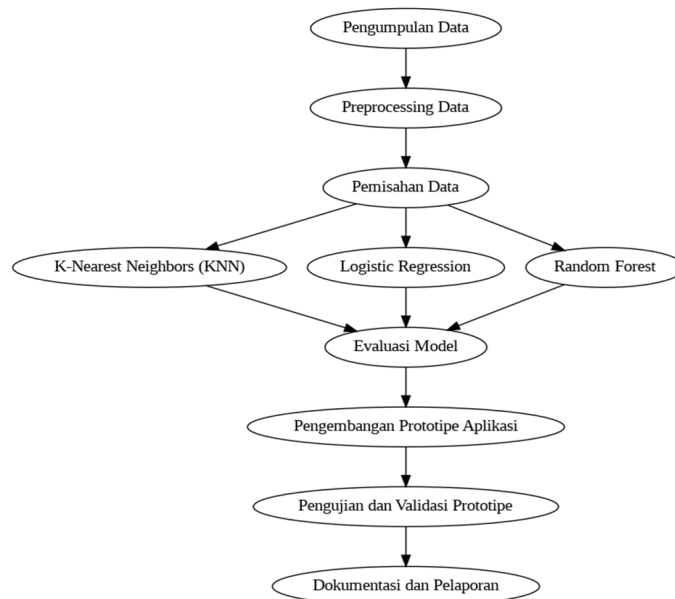 Pengumpulan Data
Preprocessing Data
Pemisahan Data
K-Nearest Neighbors (KNN)
Logistic Regression
Random Forest
Evaluasi Model
Pengembangan Prototipe Aplikasi
Pengujian dan Validasi Prototipe
Dokumentasi dan Pelaporan